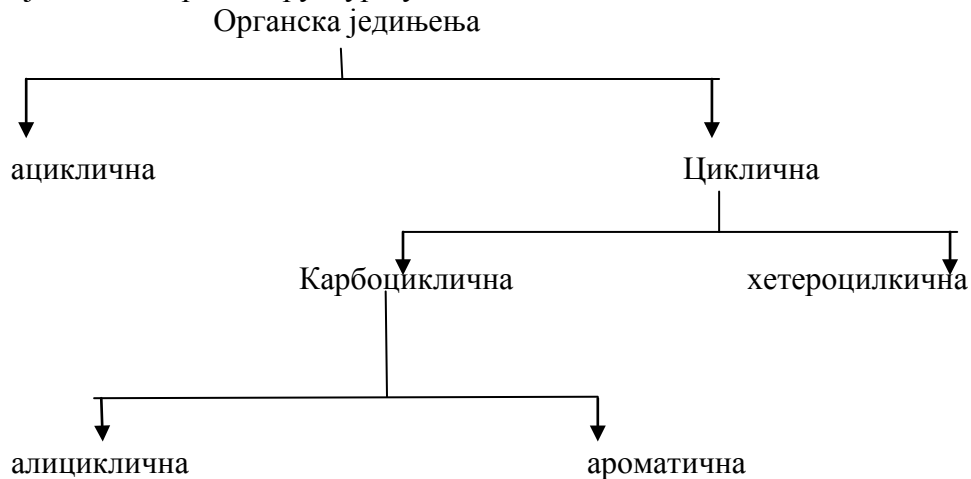 Органска једињења
ациклична Циклична
Карбоциклична хетероцилкична
алициклична ароматична